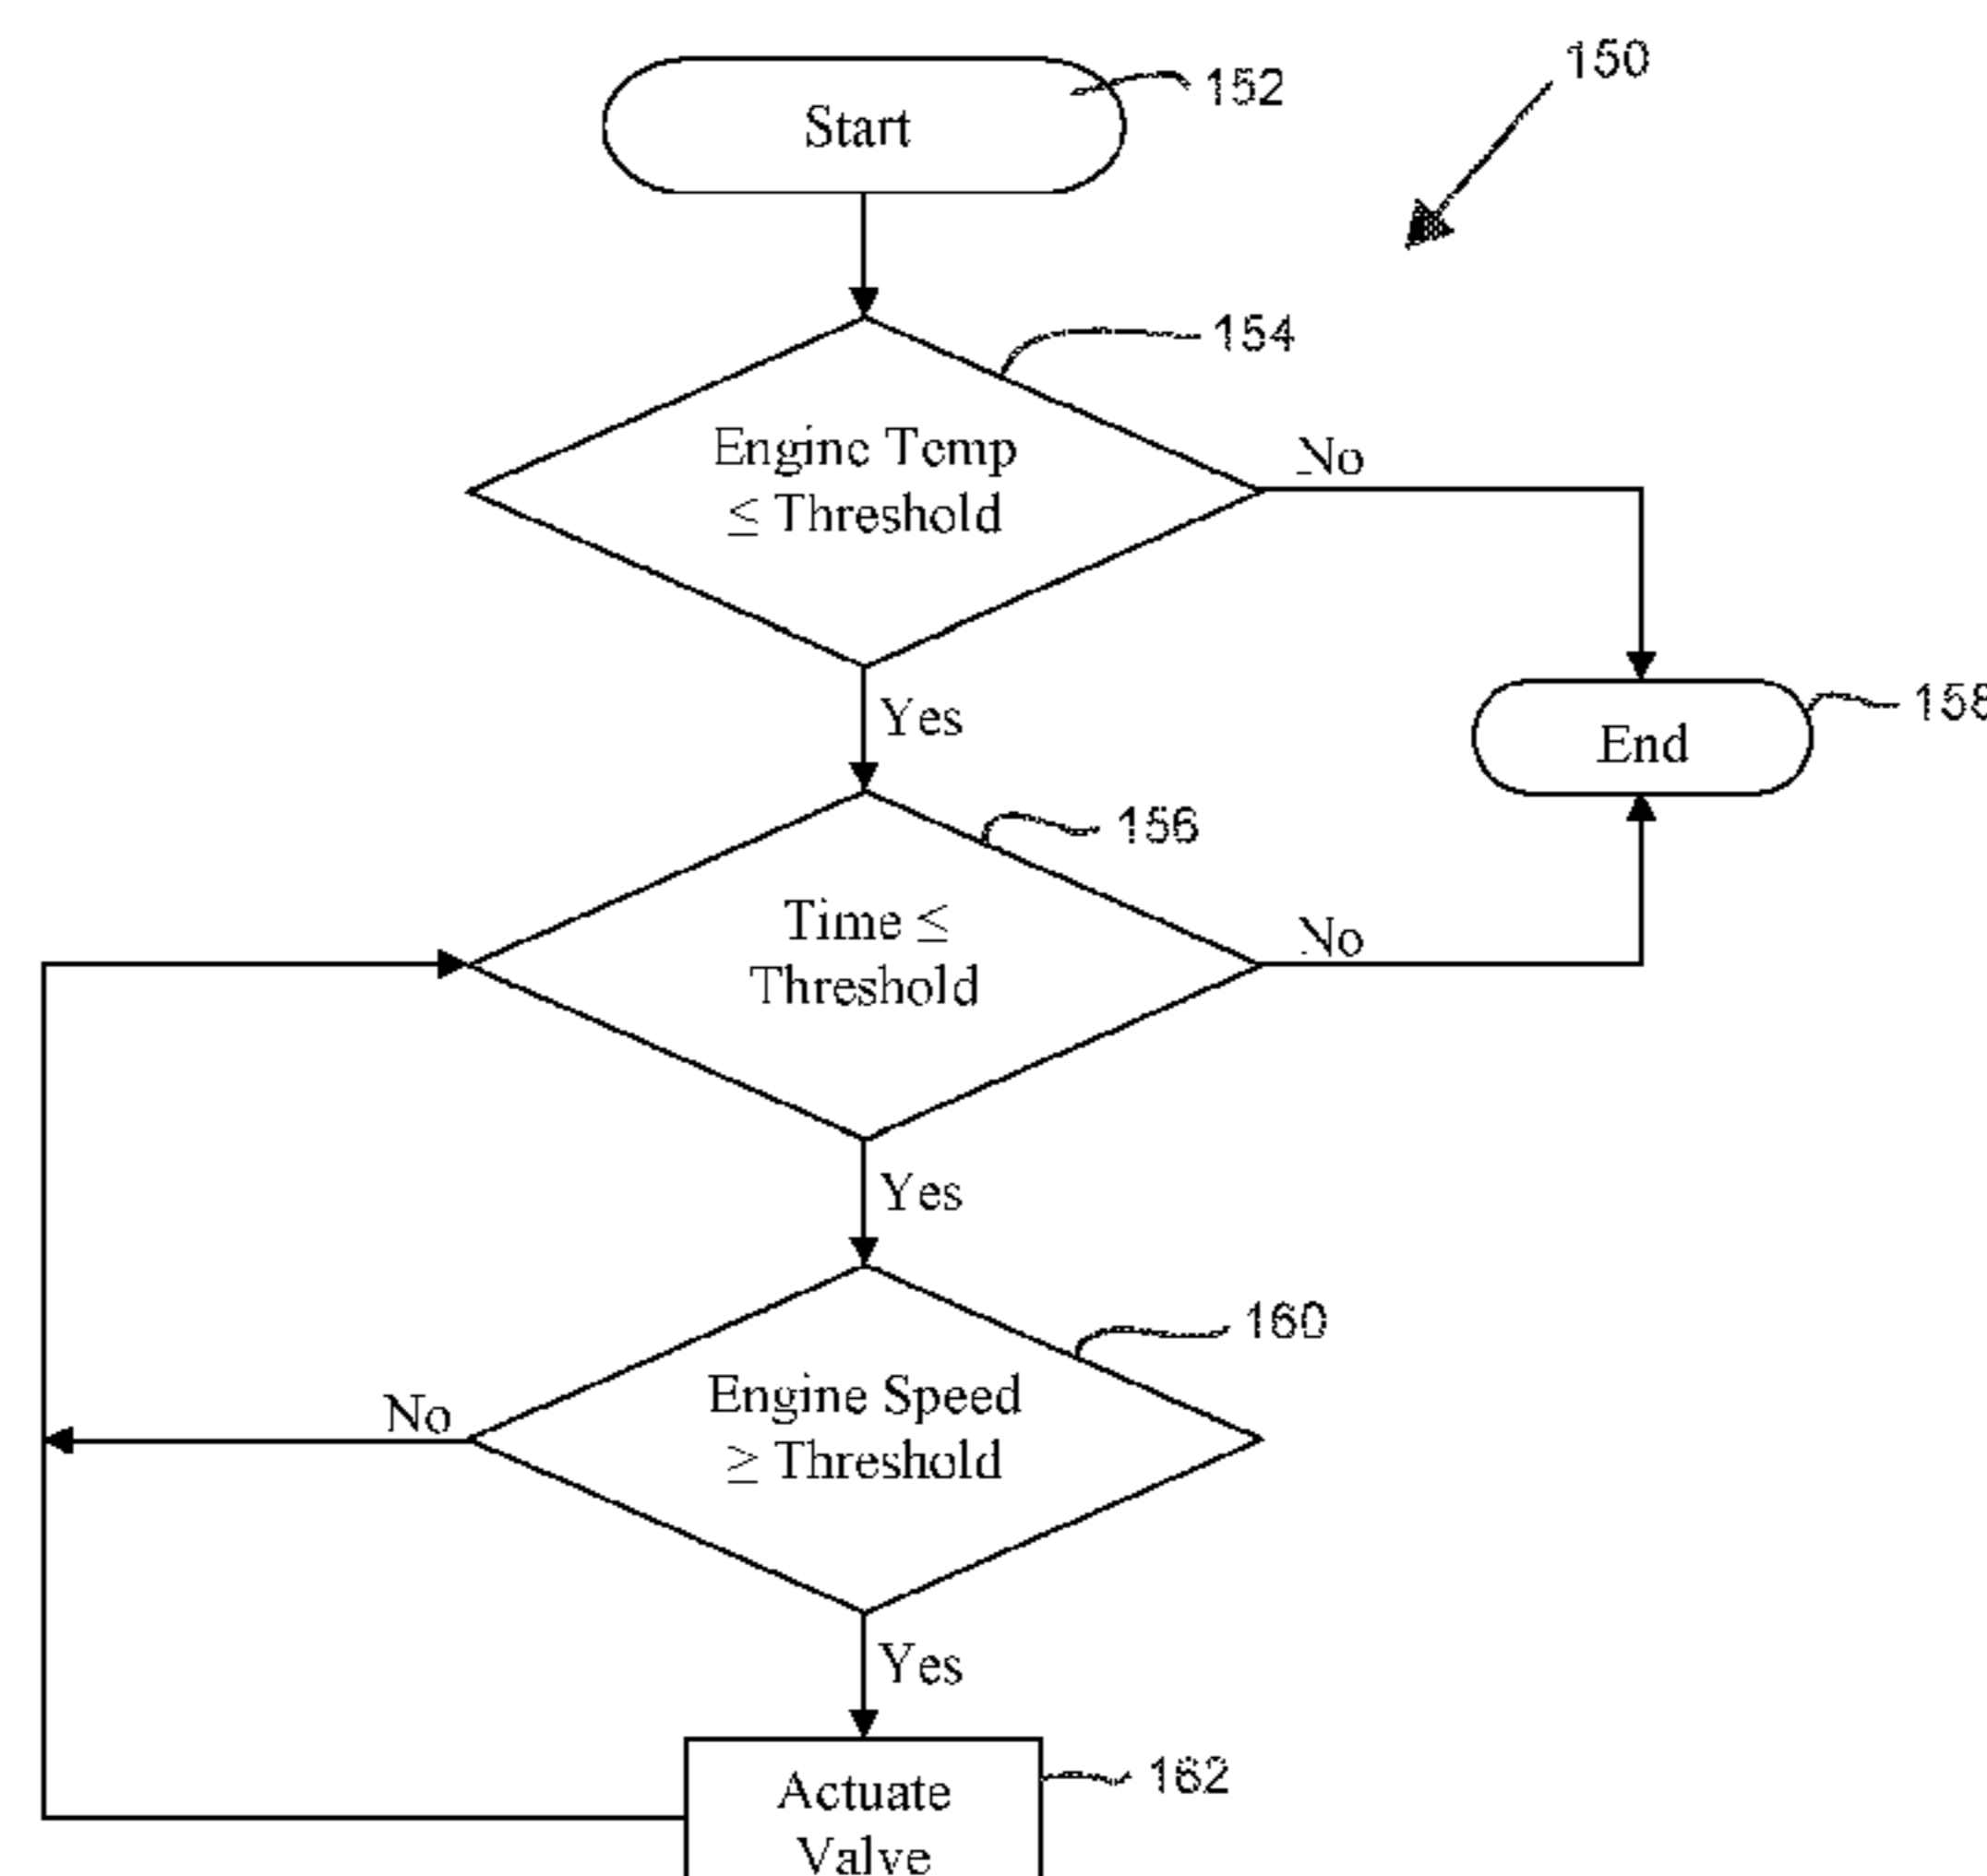 150
152
Start
154
Engine Temp
≤ Threshold
No
Yes
158
End
156
Time ≤
Threshold
No
Yes
160
Engine Speed
≥ Threshold
No
Yes
162
Actuate
Valve